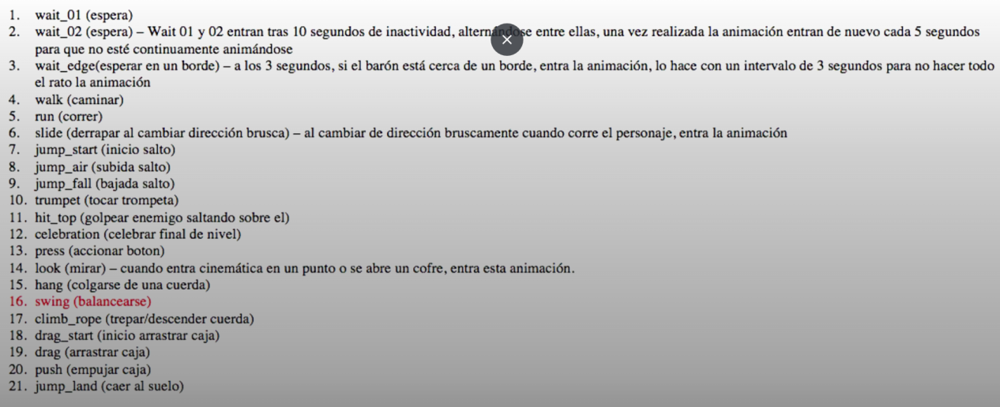 1. wait_01 (espera)
2. wait_02 (espera) – Wait 01 y 02 entran tras 10 segundos de inactividad, alternándose entre ellas, una vez realizada la animación entran de nuevo cada 5 segundos
para que no esté continuamente animándose
3. wait_edge(esperar en un borde) – a los 3 segundos, si el barón está cerca de un borde, entra la animación, lo hace con un intervalo de 3 segundos para no hacer todo
el rato la animación
4. walk (caminar)
5. run (correr)
6. slide (derrapar al cambiar dirección brusca) – al cambiar de dirección bruscamente cuando corre el personaje, entra la animación
7. jump_start (inicio salto)
8. jump_air (subida salto)
9. jump_fall (bajada salto)
10. trumpet (tocar trompeta)
11. hit_top (golpear enemigo saltando sobre el)
12. celebration (celebrar final de nivel)
13. press (accionar boton)
14. look (mirar) – cuando entra cinemática en un punto o se abre un cofre, entra esta animación.
15. hang (colgarse de una cuerda)
16. swing (balancearse)
17. climb_rope (trepar/descender cuerda)
18. drag_start (inicio arrastrar caja)
19. drag (arrastrar caja)
20. push (empujar caja)
21. jump_land (caer al suelo)